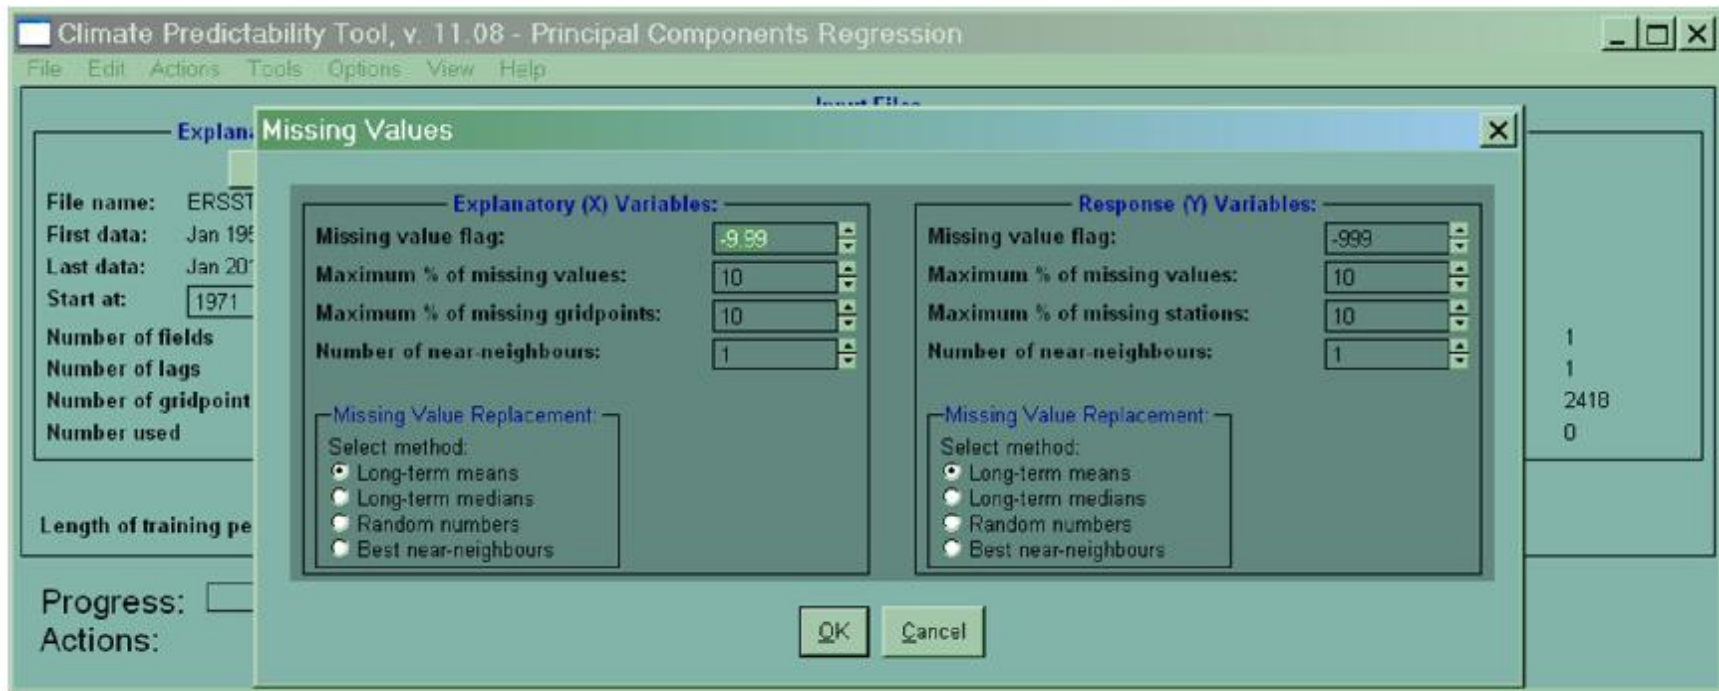 Climate Predictability Tool, v. 11.08 - Principal Components Regression
File Edit Actions Tools Options View Help
Missing Values
File name: ERSST
First data: Jan 195
Last data: Jan 201
Start at: 1971
Number of fields
Number of lags
Number of gridpoint
Number used
Length of training pe
Explanatory (X) Variables:
Missing value flag: -9.99
Maximum % of missing values: 10
Maximum % of missing gridpoints: 10
Number of near-neighbours: 1
Missing Value Replacement:
Select method:
Long-term means
Long-term medians
Random numbers
Best near-neighbours
Response (Y) Variables:
Missing value flag: -999
Maximum % of missing values: 10
Maximum % of missing stations: 10
Number of near-neighbours: 1
Missing Value Replacement:
Select method:
Long-term means
Long-term medians
Random numbers
Best near-neighbours
1
1
2418
0
OK Cancel
Progress:
Actions: